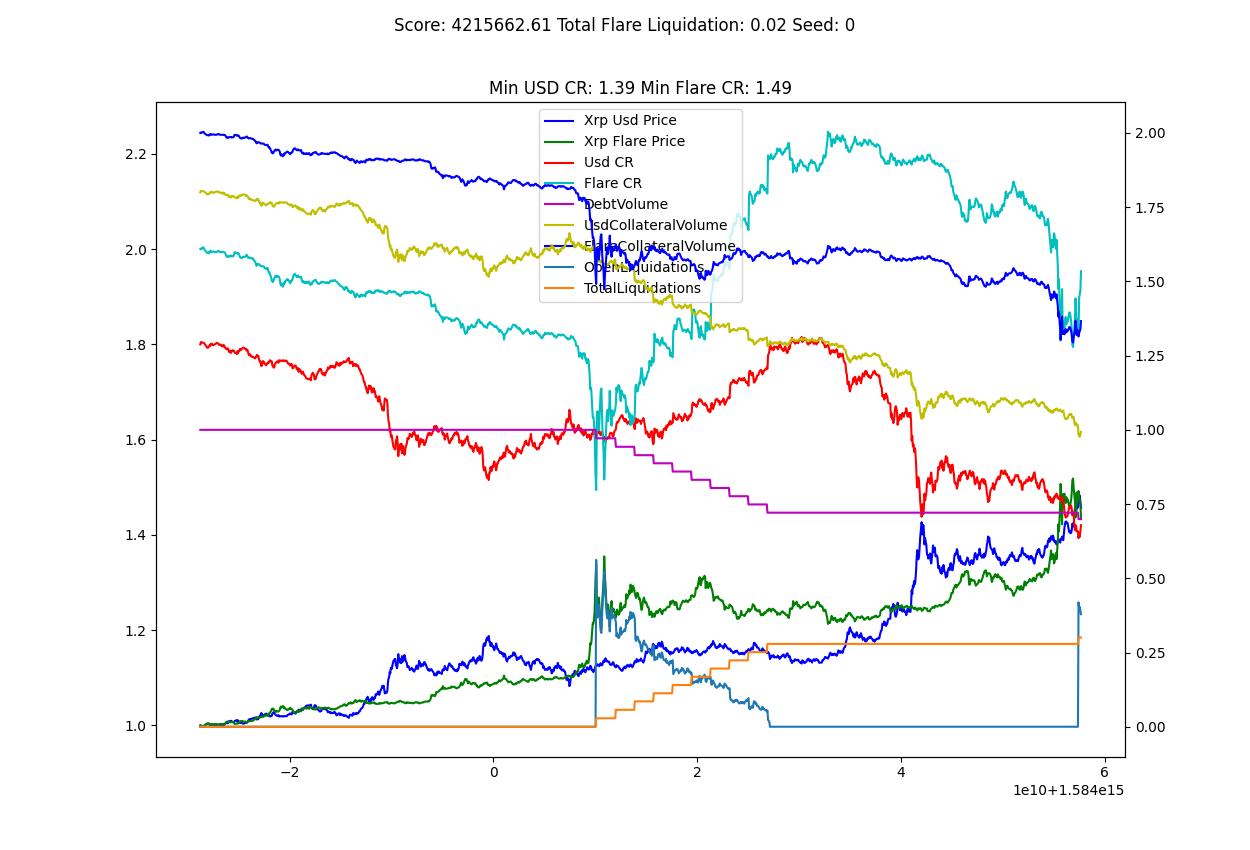 Score: 4215662.61 Total Flare Liquidation: 0.02 Seed: 0
Min USD CR: 1.39 Min Flare CR: 1.49
Xrp Usd Price
Xrp Flare Price
Usd CR
Flare CR
DebtVolume
UsdCollateralVolume
FlareCollateralVolume
OpenLiquidations
TotalLiquidations
2.2
2.0
1.8
1.6
1.4
1.2
1.0
2.00
1.75
1.50
1.25
1.00
0.75
0.50
0.25
0.00
−2 0 2 4 6
1e10+1.584e15